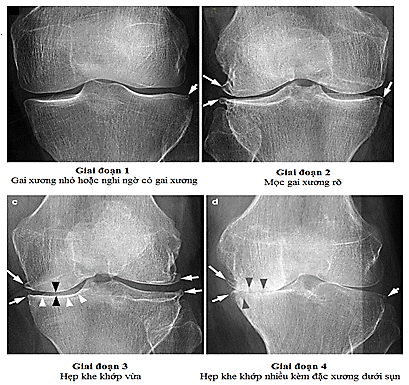 Giai đoạn 1
Gai xương nhỏ hoặc nghi ngờ có gai xương
Giai đoạn 2
Mọc gai xương rõ
c
d
Giai đoạn 3
Hẹp khe khớp vừa
Giai đoạn 4
Hẹp khe khớp nhiều kèm đặc xương dưới sụn